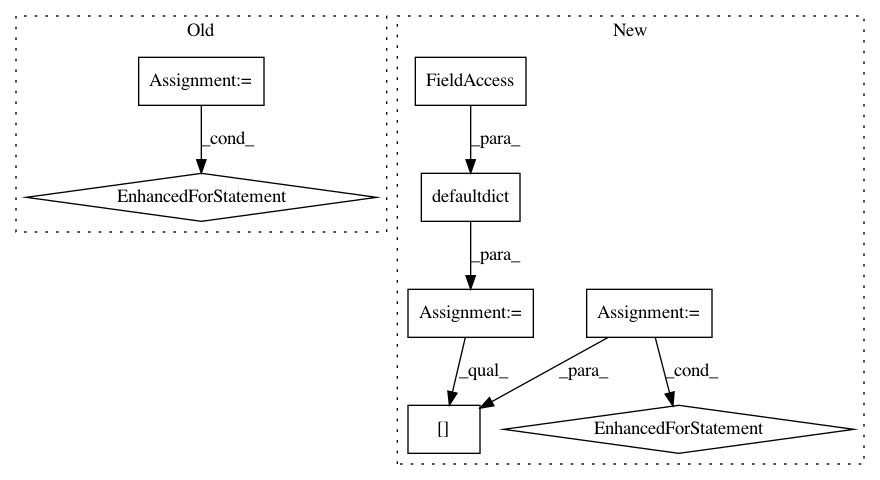 Old
New
Assignment:=
FieldAccess
_cond_
_para_
EnhancedForStatement
defaultdict
_para_
Assignment:=
Assignment:=
_qual_
_para_
_cond_
[]
EnhancedForStatement